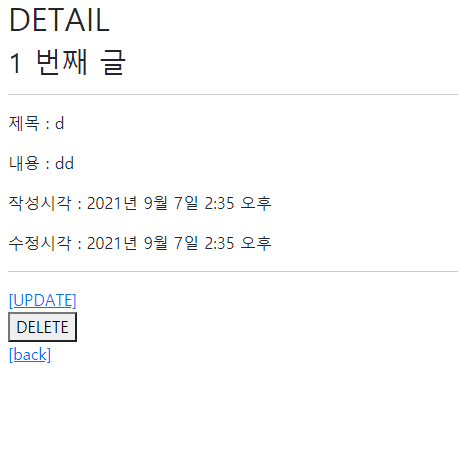 DETAIL
1 번째 글
제목 : d
내용 : dd
작성시각 : 2021년 9월 7일 2:35 오후
수정시각 : 2021년 9월 7일 2:35 오후
[UPDATE]
DELETE
[back]